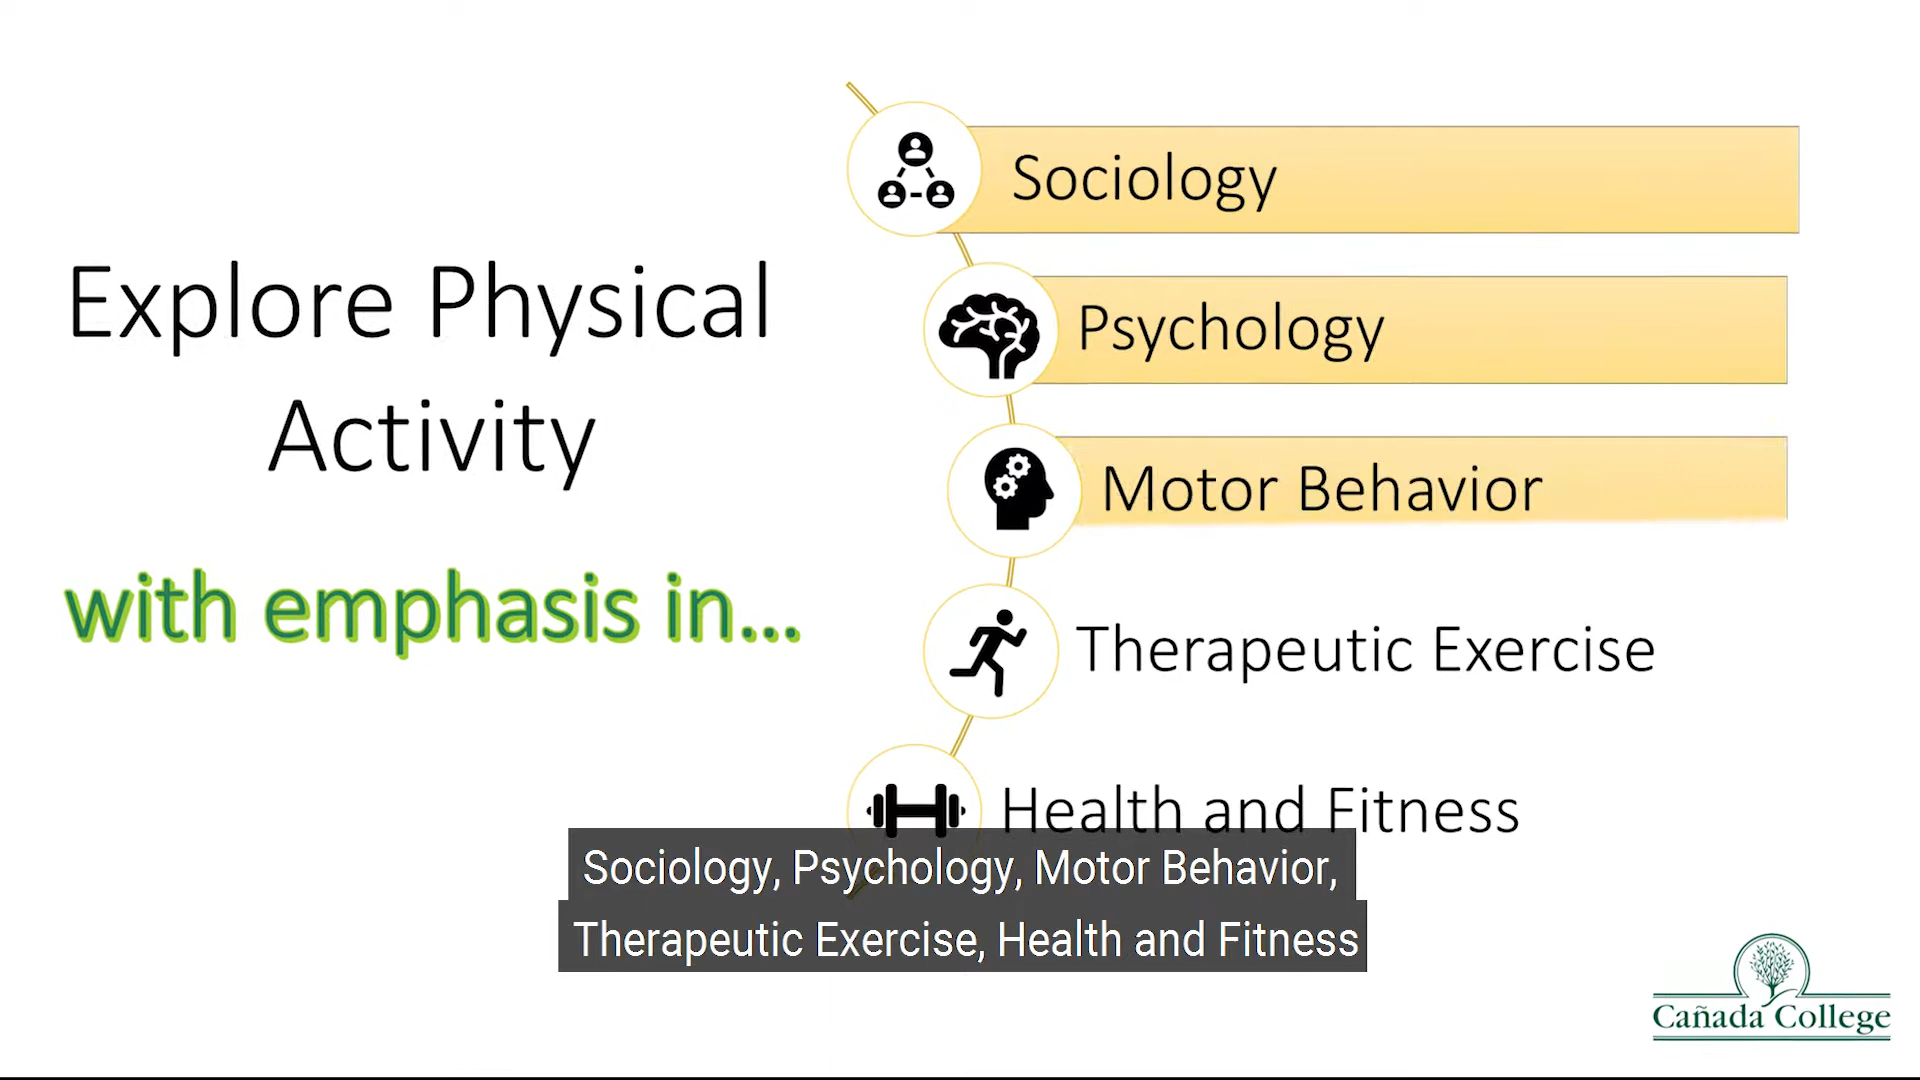 Explore Physical
Activity
with emphasis in...
Sociology
Psychology
Motor Behavior
Therapeutic Exercise
Health and Fitness
Sociology, Psychology, Motor Behavior,
Therapeutic Exercise, Health and Fitness
Cañada College